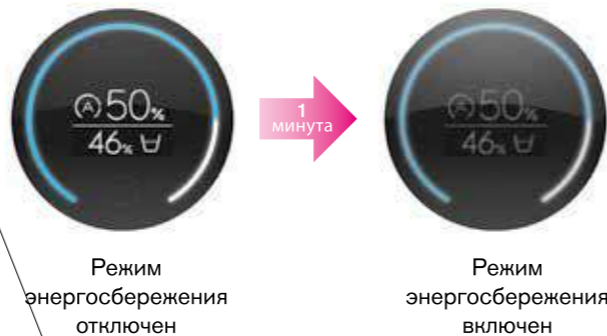 A 50%
46%
1
минута
A 50%
46%
Режим
энергосбережения
отключен
Режим
энергосбережения
включен